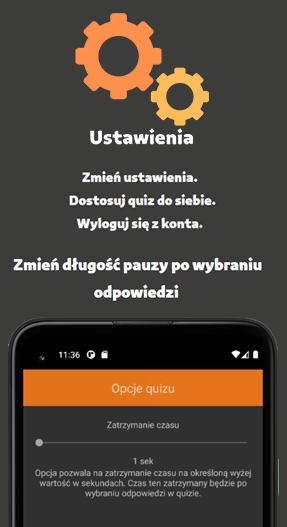 Ustawienia
Zmień ustawienia.
Dostosuj quiz do siebie.
Wyloguj się z konta.
Zmień długość pauzy po wybraniu
odpowiedzi
11:36
Opcje quizu
Zatrzymanie czasu
1 sek
Opcja pozwala na zatrzymanie czasu na określoną wyżej
wartość w sekundach. Czas ten zatrzymany będzie po
wybraniu odpowiedzi w quizie.